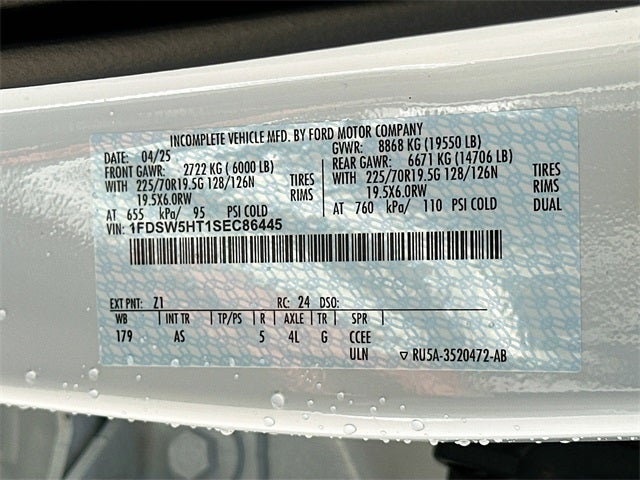 INCOMPLETE VEHICLE MFD. BY FORD MOTOR COMPANY
DATE: 04/25 GVWR: 8868 KG (19550 LB)
FRONT GAWR: 2722 KG ( 6000 LB) REAR GAWR: 6671 KG (14706 LB)
WITH 225/70R19.5G 128/126N TIRES WITH 225/70R19.5G 128/126N TIRES
19.5X6.0RW RIMS 19.5X6.0RW RIMS
AT 655 kPa/ 95 PSI COLD AT 760 kPa/ 110 PSI COLD DUAL
VIN: 1FDSW5HT1SEC86445
EXT PNT: Z1 RC: 24 DSO:
WB | INT TR | TP/PS | R | AXLE | TR | SPR
179 AS 5 4L G CCEE
ULN ▽ RU5A-3520472-AB